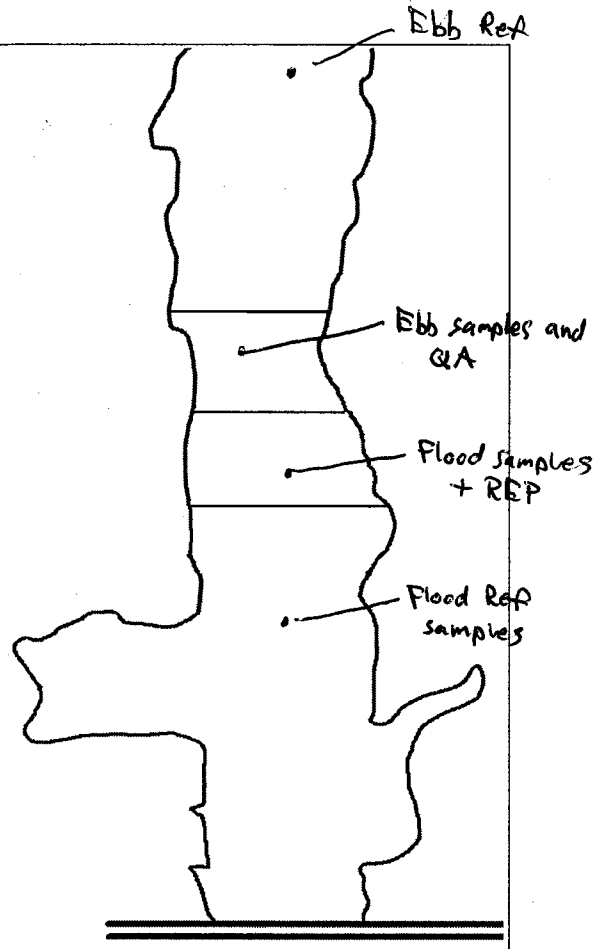 Ebb Ref
Ebb samples and
QA
Flood samples
+ REP
Flood Ref
samples